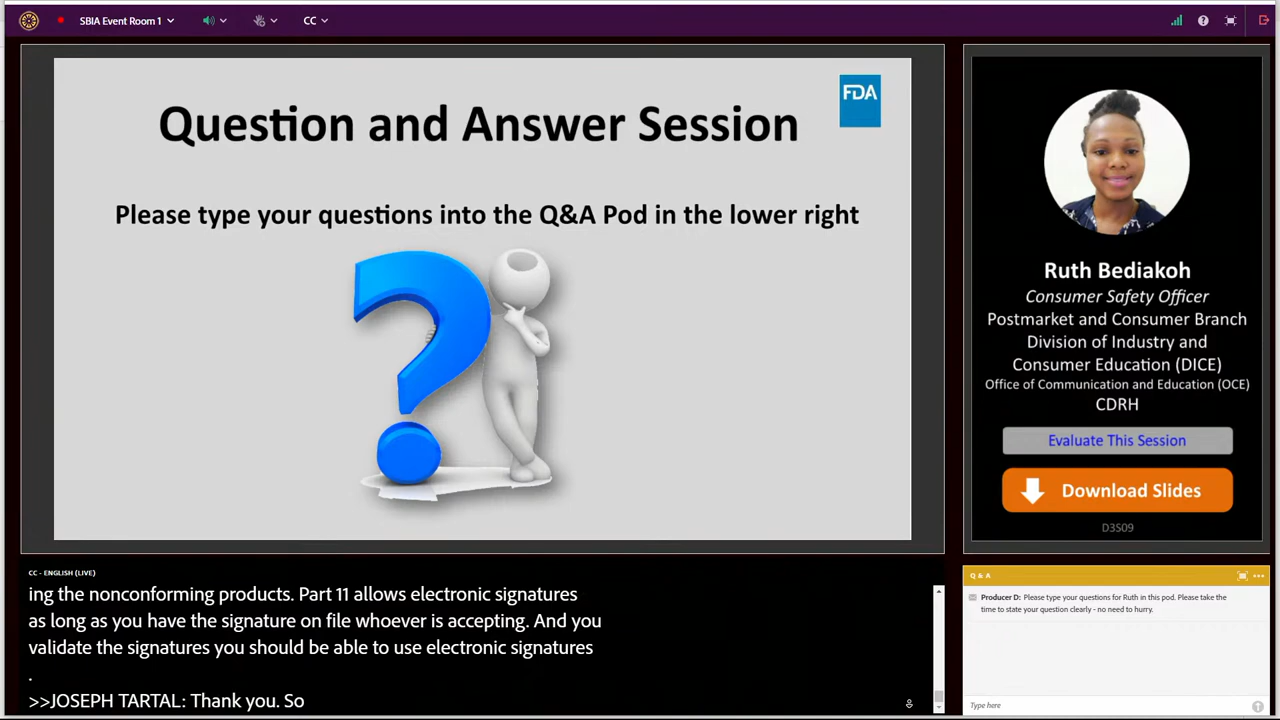 SBIA Event Room 1
CC
Question and Answer Session
FDA
Please type your questions into the Q&A Pod in the lower right
Ruth Bediakoh
Consumer Safety Officer
Postmarket and Consumer Branch
Division of Industry and
Consumer Education (DICE)
Office of Communication and Education (OCE)
CDRH
Evaluate This Session
Download Slides
D3S09
CC - ENGLISH (LIVE)
ing the nonconforming products. Part 11 allows electronic signatures
as long as you have the signature on file whoever is accepting. And you
validate the signatures you should be able to use electronic signatures
.
>>JOSEPH TARTAL: Thank you. So
Q & A
Producer D: Please type your questions for Ruth in this pod. Please take the
time to state your question clearly - no need to hurry.
Type here